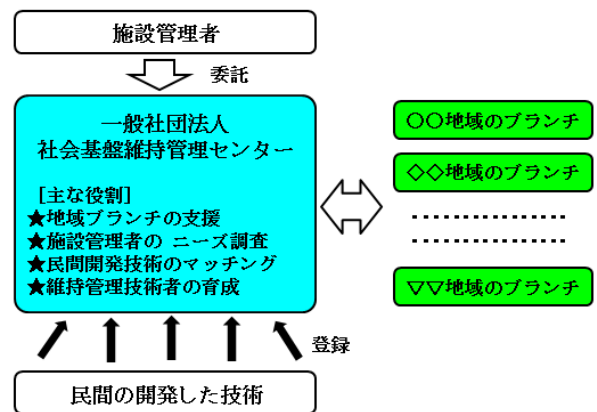 施設管理者
委託
一般社団法人
社会基盤維持管理センター
［主な役割］
★地域ブランチの支援
★施設管理者の ニーズ調査
★民間開発技術のマッチング
★維持管理技術者の育成
○○地域のブランチ
◇◇地域のブランチ
················
················
▽▽地域のブランチ
登録
民間の開発した技術